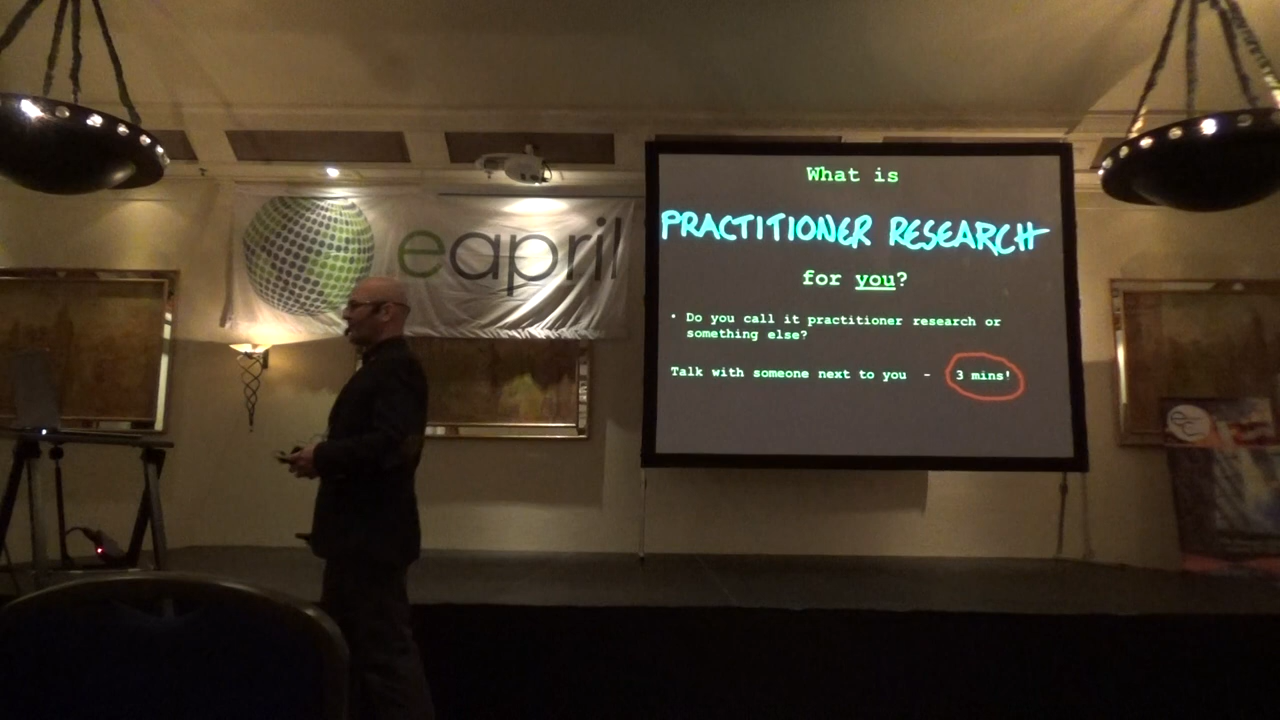 eapril
What is
PRACTITIONER RESEARCH
for you?
• Do you call it practitioner research or
something else?
Talk with someone next to you - 3 mins!